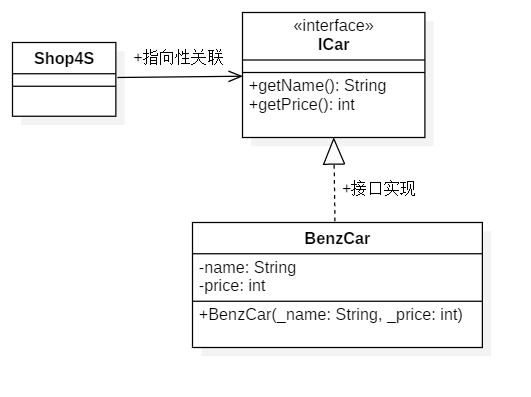 «interface»
ICar
Shop4S
+指向性关联
+getName(): String
+getPrice(): int
+接口实现
BenzCar
-name: String
-price: int
+BenzCar(_name: String, _price: int)